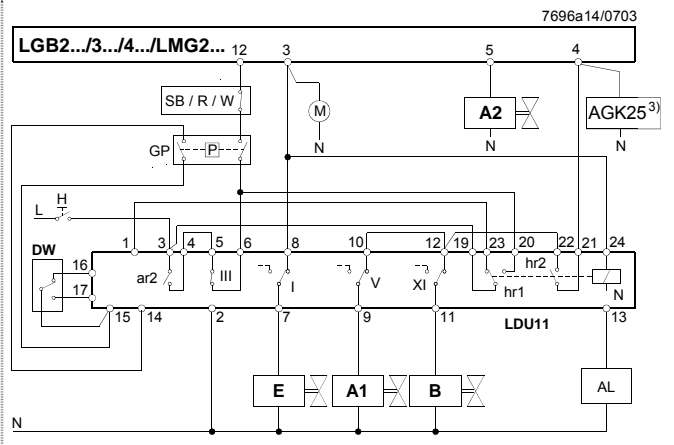 7696a14/0703
LGB2.../3.../4.../LMG2... 12 3 5 4
SB / R / W
M
A2
AGK25 3)
GP P
N N N
L H
1 3 4 5 6 8 10 12 19 23 20 22 21 24
DW
16
17
ar2 III I V XI hr1 hr2 N
15 14 2 7 9 11 LDU11 13
E A1 B AL
N